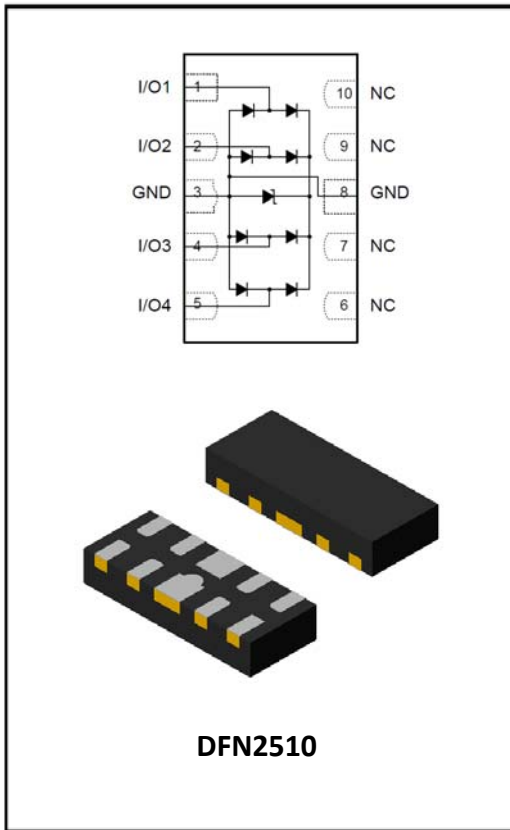 I/O1 1 10 NC
I/O2 2 9 NC
GND 3 8 GND
I/O3 4 7 NC
I/O4 5 6 NC
DFN2510